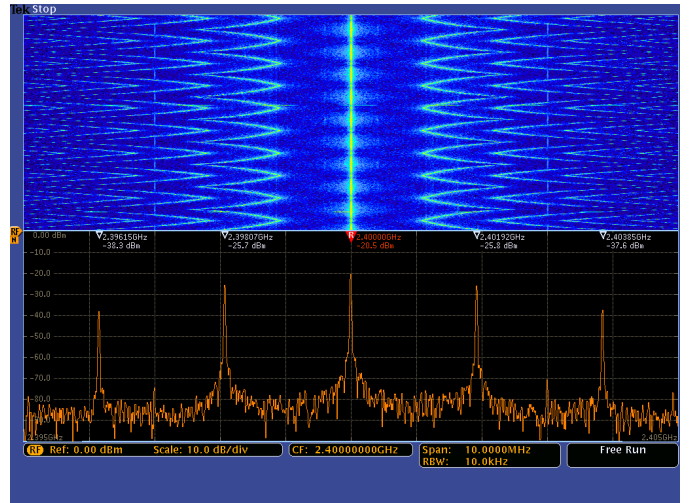 Tek Stop
RF
0.00 dBm
2.39615GHz
-38.3 dBm
2.39807GHz
-25.7 dBm
R
2.40000GHz
-20.5 dBm
2.40192GHz
-25.8 dBm
2.40385GHz
-37.6 dBm
-10.0
-20.0
-30.0
-40.0
-50.0
-60.0
-70.0
-80.0
2.395GHz
2.405GHz
RF Ref: 0.00 dBm Scale: 10.0 dB/div CF: 2.40000000GHz Span: 10.0000MHz Free Run
RBW: 10.0kHz